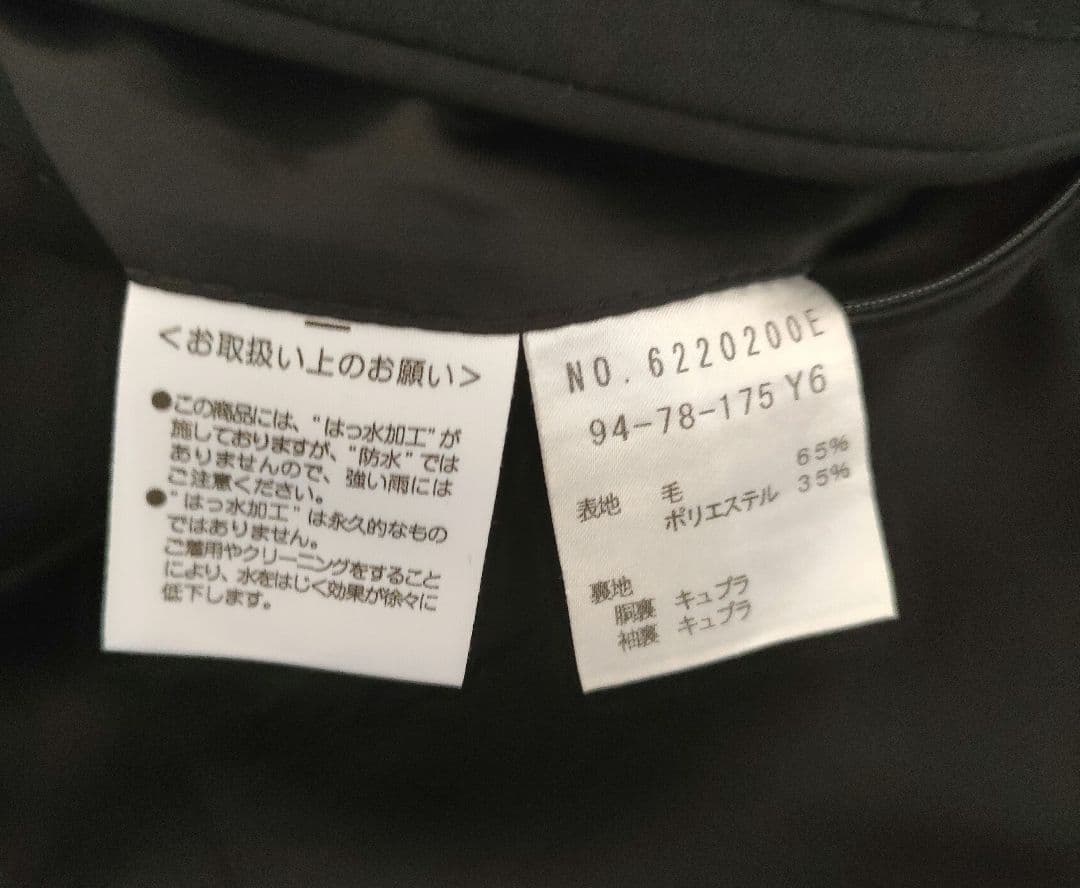 <お取扱い上のお願い>
●この商品には、"はっ水加工"が
施しておりますが、"防水"では
ありませんので、強い雨には
ご注意ください。
●"はっ水加工"は永久的なもの
ではありません。
ご着用やクリーニングをすること
により、水をはじく効果が徐々に
低下します。
NO.6220200E
94-78-175 Y6
表地 毛 65%
ポリエステル 35%
裏地
胴裏 キュプラ
袖裏 キュプラ